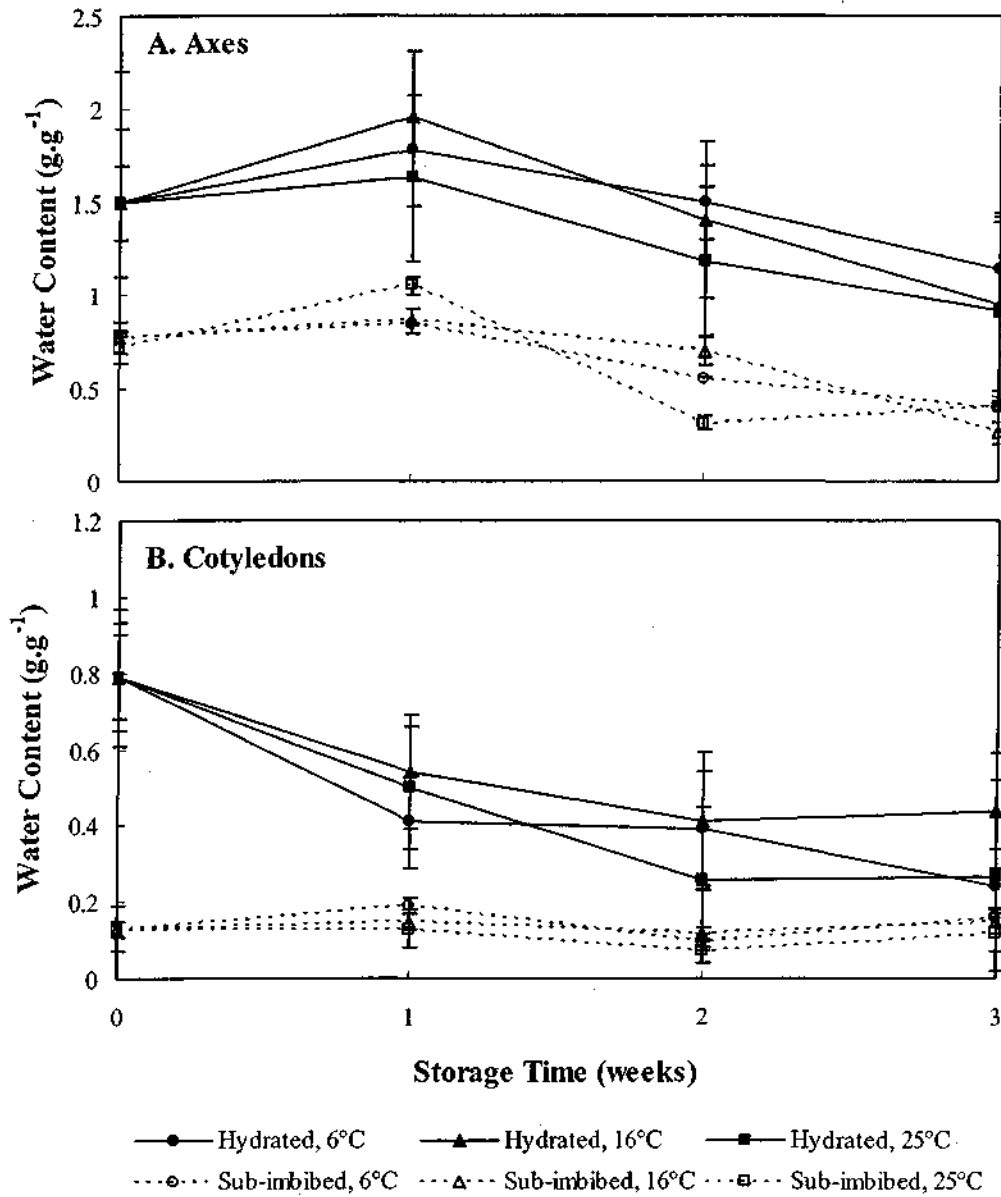 A. Axes
2.5
2
1.5
1
0.5
0
Water Content (g.g⁻¹)
B. Cotyledons
1.2
1
0.8
0.6
0.4
0.2
0
Water Content (g.g⁻¹)
0 1 2 3
Storage Time (weeks)
Hydrated, 6°C Hydrated, 16°C Hydrated, 25°C
Sub-imbibed, 6°C Sub-imbibed, 16°C Sub-imbibed, 25°C